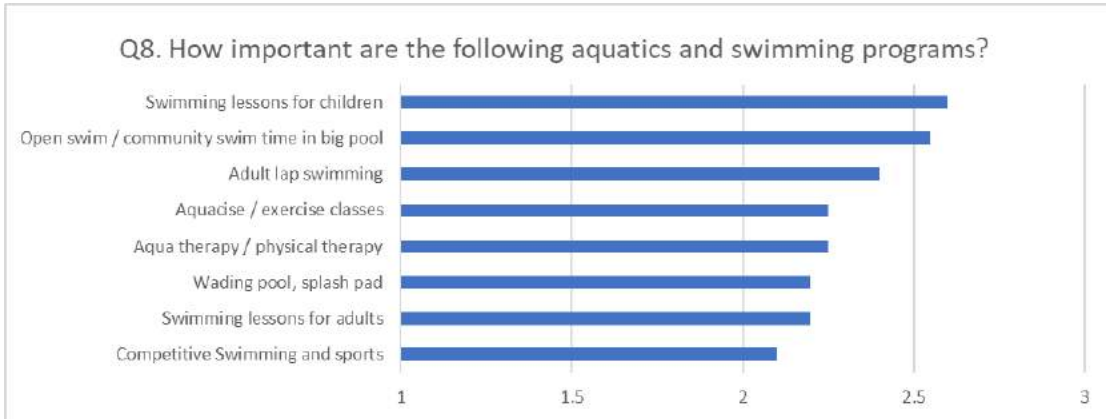 Q8. How important are the following aquatics and swimming programs?
Swimming lessons for children
Open swim / community swim time in big pool
Adult lap swimming
Aquacise / exercise classes
Aqua therapy / physical therapy
Wading pool, splash pad
Swimming lessons for adults
Competitive Swimming and sports
1 1.5 2 2.5 3